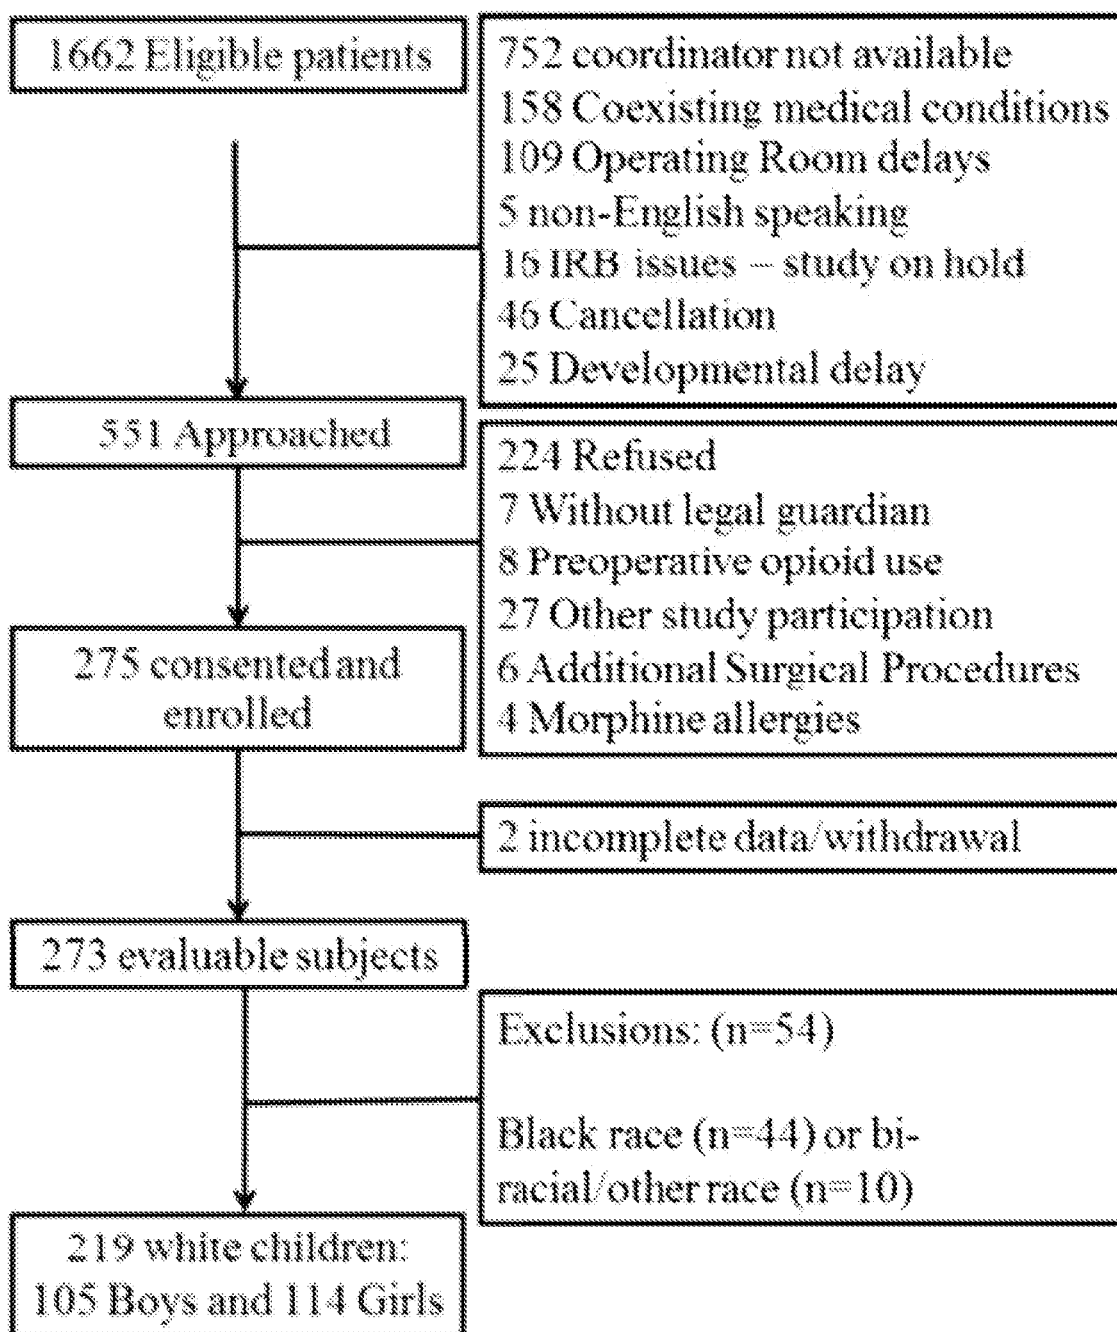 1662 Eligible patients
752 coordinator not available
158 Coexisting medical conditions
109 Operating Room delays
5 non-English speaking
16 IRB issues – study on hold
46 Cancellation
25 Developmental delay
551 Approached
224 Refused
7 Without legal guardian
8 Preoperative opioid use
27 Other study participation
6 Additional Surgical Procedures
4 Morphine allergies
275 consented and
enrolled
2 incomplete data/withdrawal
273 evaluable subjects
Exclusions: (n=54)
Black race (n=44) or bi-
racial/other race (n=10)
219 white children:
105 Boys and 114 Girls